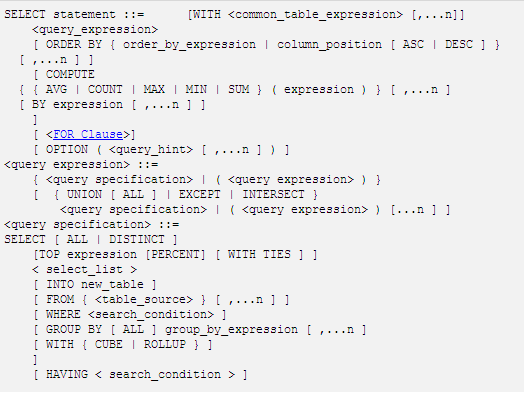 SELECT statement ::=      [WITH <common_table_expression> [,...n]]
    <query_expression>
    [ ORDER BY { order_by_expression | column_position [ ASC | DESC ] }
  [ ,...n ] ]
    [ COMPUTE
  { { AVG | COUNT | MAX | MIN | SUM } ( expression ) } [ ,...n ]
  [ BY expression [ ,...n ] ]
    ]
    [ <FOR Clause>]
    [ OPTION ( <query_hint> [ ,...n ] ) ]
<query expression> ::=
    { <query specification> | ( <query expression> ) }
    [  { UNION [ ALL ] | EXCEPT | INTERSECT }
        <query specification> | ( <query expression> ) [...n ] ]
<query specification> ::=
SELECT [ ALL | DISTINCT ]
    [TOP expression [PERCENT] [ WITH TIES ] ]
    < select_list >
    [ INTO new_table ]
    [ FROM { <table_source> } [ ,...n ] ]
    [ WHERE <search_condition> ]
    [ GROUP BY [ ALL ] group_by_expression [ ,...n ]
    [ WITH { CUBE | ROLLUP } ]
    ]
    [ HAVING < search_condition > ]